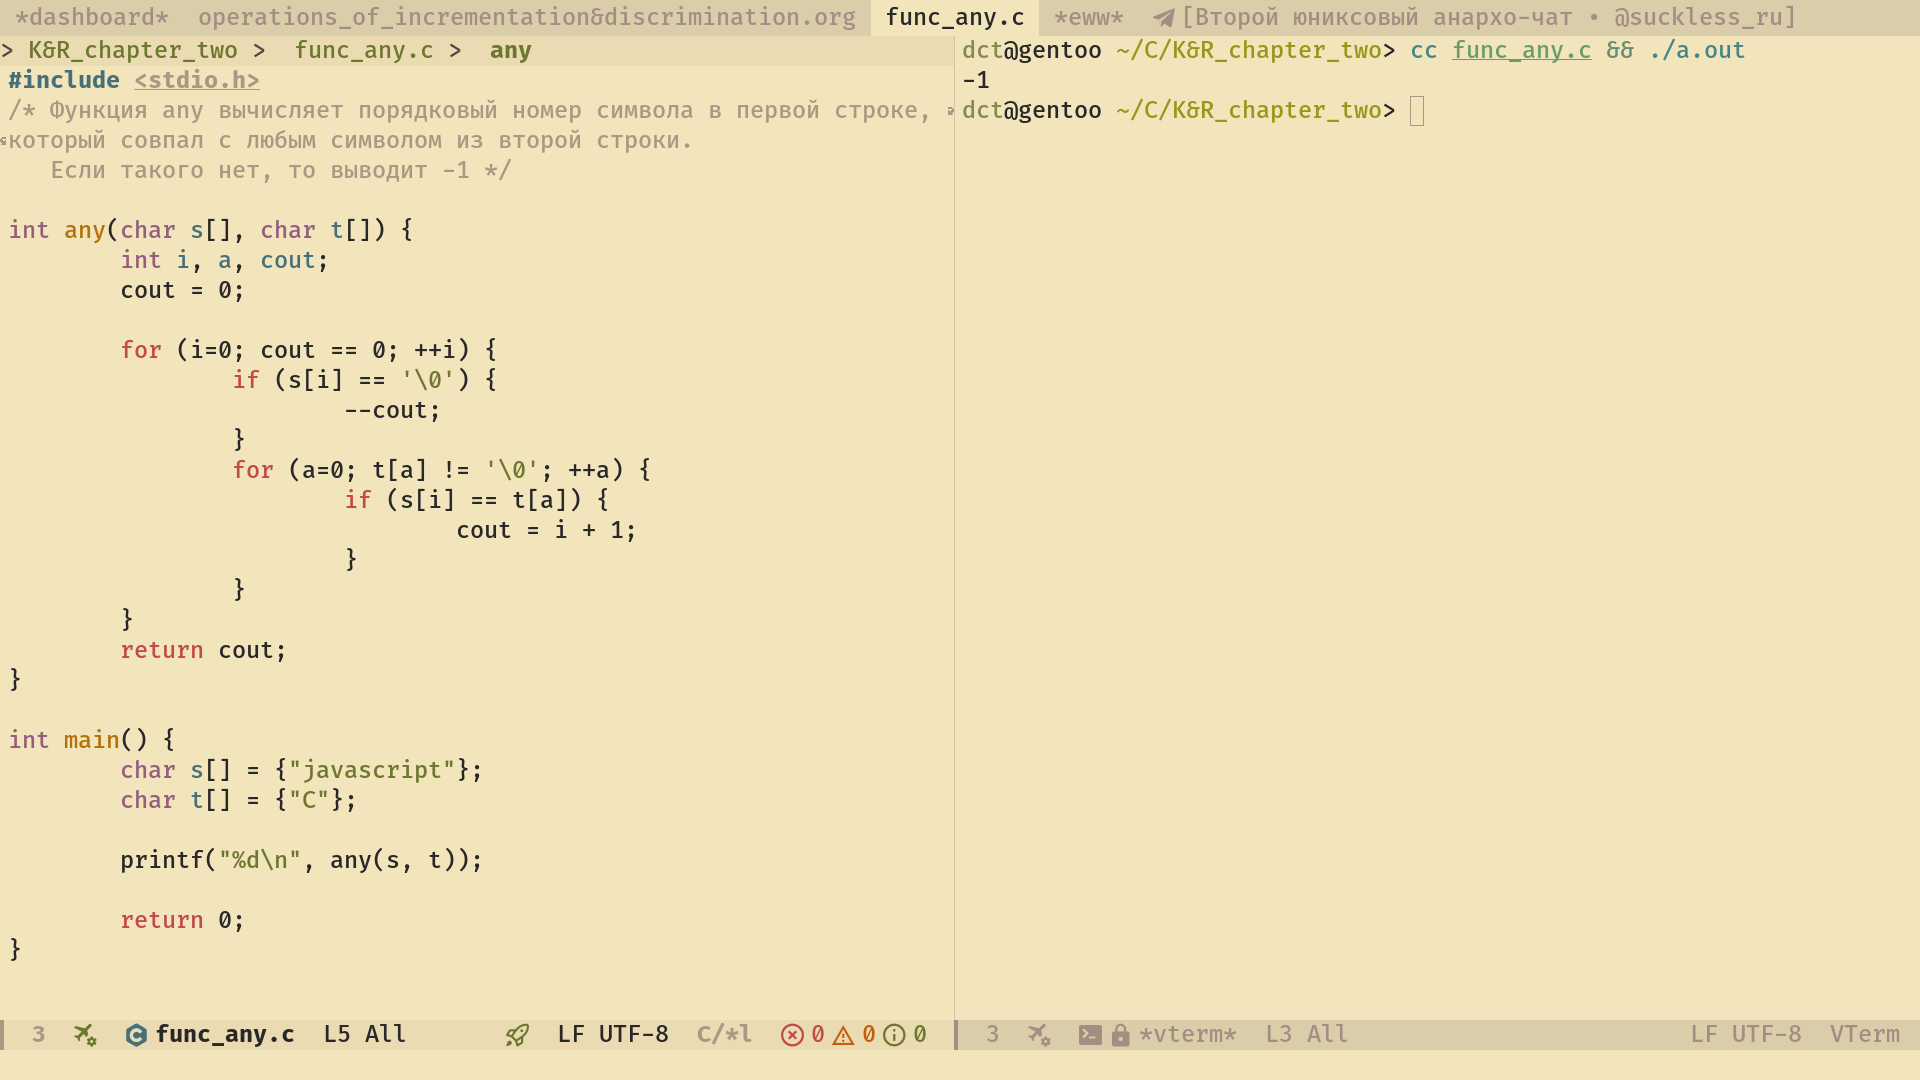 *dashboard*  operations_of_incrementation&discrimination.org  func_any.c  *eww*  [Второй юниксовый анархо-чат • @suckless_ru]
> K&R_chapter_two >  func_any.c >  any
#include <stdio.h>
/* Функция any вычисляет порядковый номер символа в первой строке,
который совпал с любым символом из второй строки.
   Если такого нет, то выводит -1 */

int any(char s[], char t[]) {
        int i, a, cout;
        cout = 0;

        for (i=0; cout == 0; ++i) {
                if (s[i] == '\0') {
                        --cout;
                }
                for (a=0; t[a] != '\0'; ++a) {
                        if (s[i] == t[a]) {
                                cout = i + 1;
                        }
                }
        }
        return cout;
}

int main() {
        char s[] = {"javascript"};
        char t[] = {"C"};

        printf("%d\n", any(s, t));

        return 0;
}
3  func_any.c  L5 All  LF UTF-8  C/*l  0  0  0
dct@gentoo ~/C/K&R_chapter_two> cc func_any.c && ./a.out
-1
dct@gentoo ~/C/K&R_chapter_two>
3  *vterm*  L3 All  LF UTF-8  VTerm